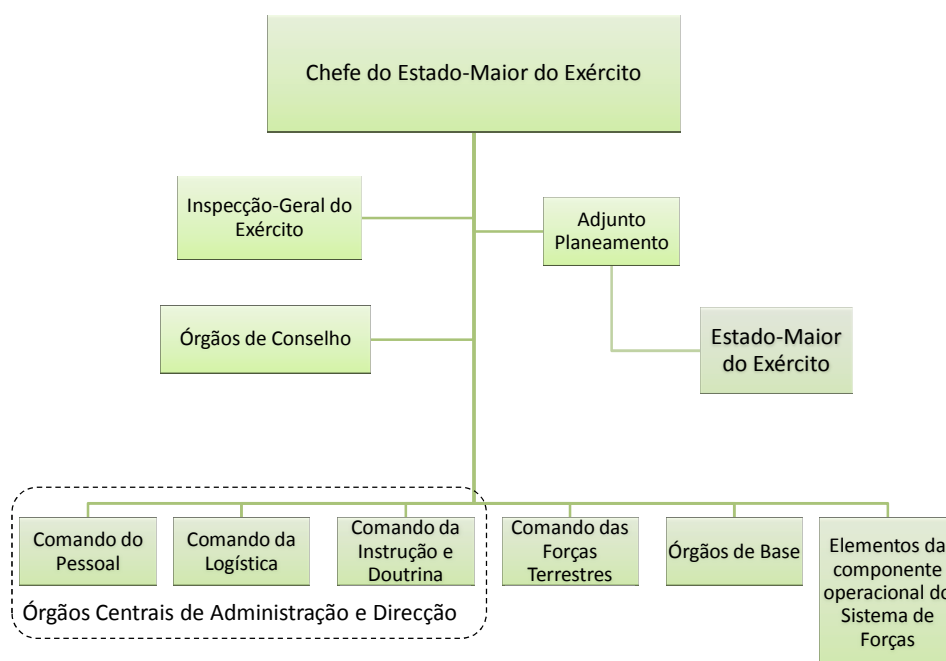 Chefe do Estado-Maior do Exército
Inspecção-Geral do
Exército
Adjunto
Planeamento
Órgãos de Conselho
Estado-Maior
do Exército
Comando do
Pessoal
Comando da
Logística
Comando da
Instrução e
Doutrina
Comando das
Forças
Terrestres
Órgãos de Base
Elementos da
componente
operacional do
Sistema de
Forças
Órgãos Centrais de Administração e Direcção